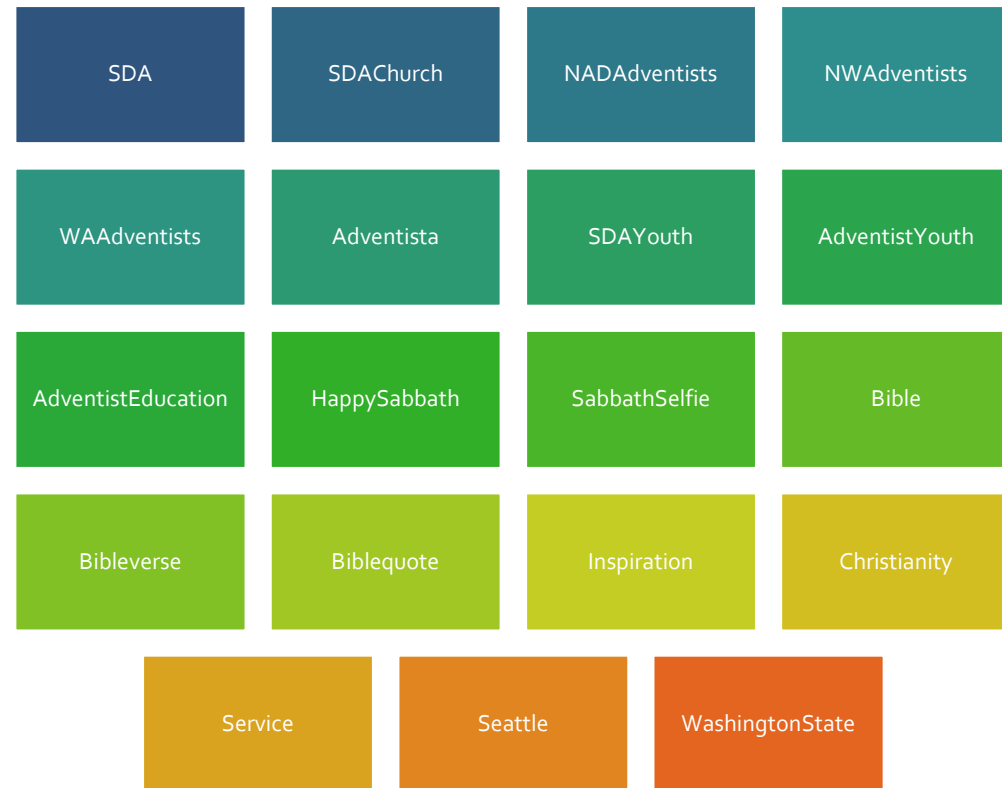 SDA
SDAChurch
NADAdventists
NWAdventists
WAAdventists
Adventista
SDAYouth
AdventistYouth
AdventistEducation
HappySabbath
SabbathSelfie
Bible
Bibleverse
Biblequote
Inspiration
Christianity
Service
Seattle
WashingtonState